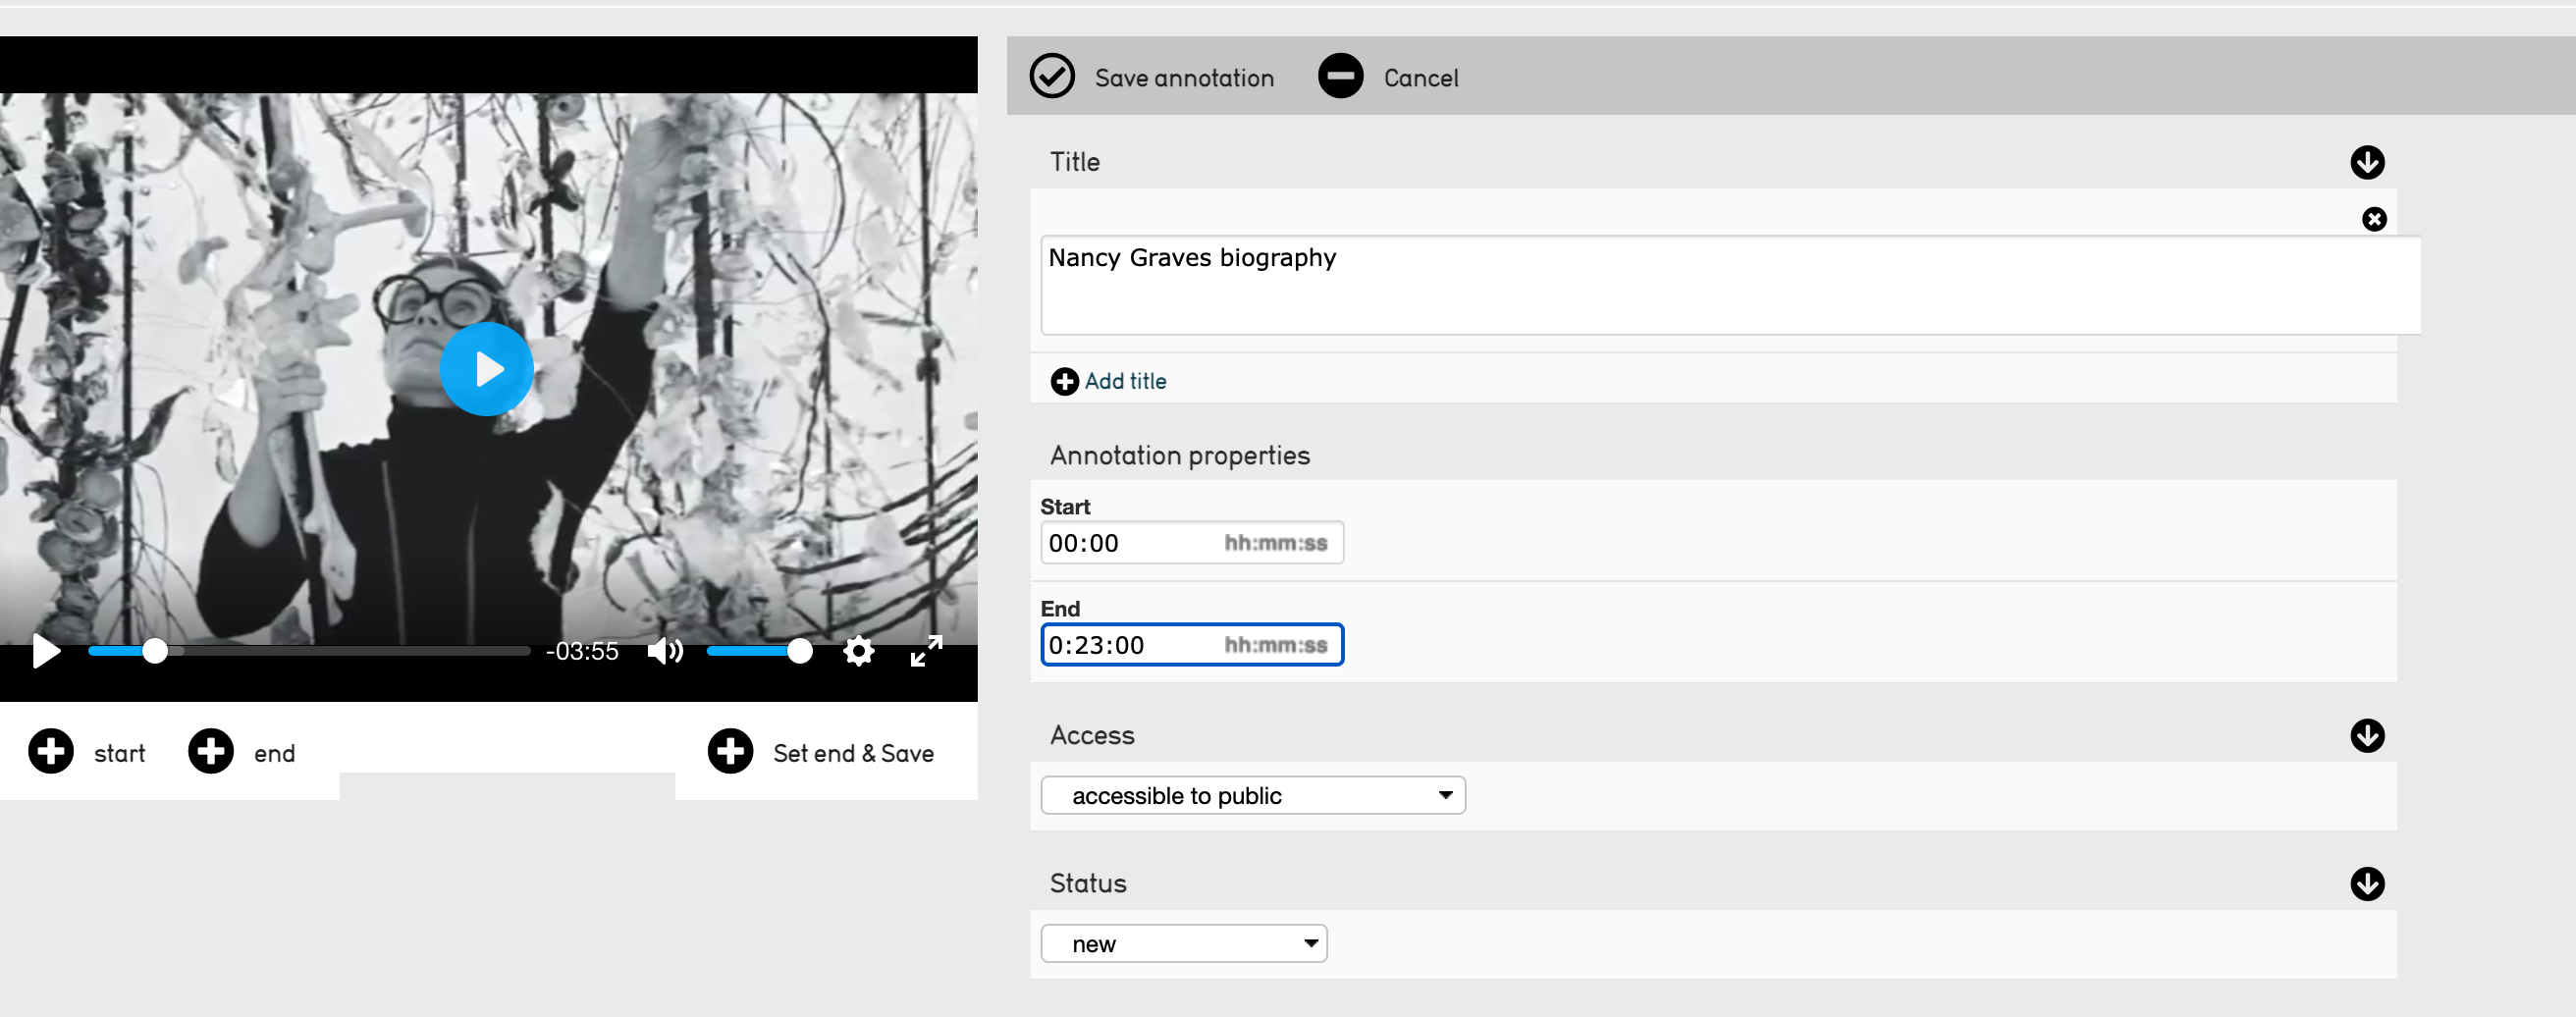 Save annotation
Cancel
Title
Nancy Graves biography
Add title
Annotation properties
Start
00:00 hh:mm:ss
End
0:23:00 hh:mm:ss
-03:55
start
end
Set end & Save
Access
accessible to public
Status
new